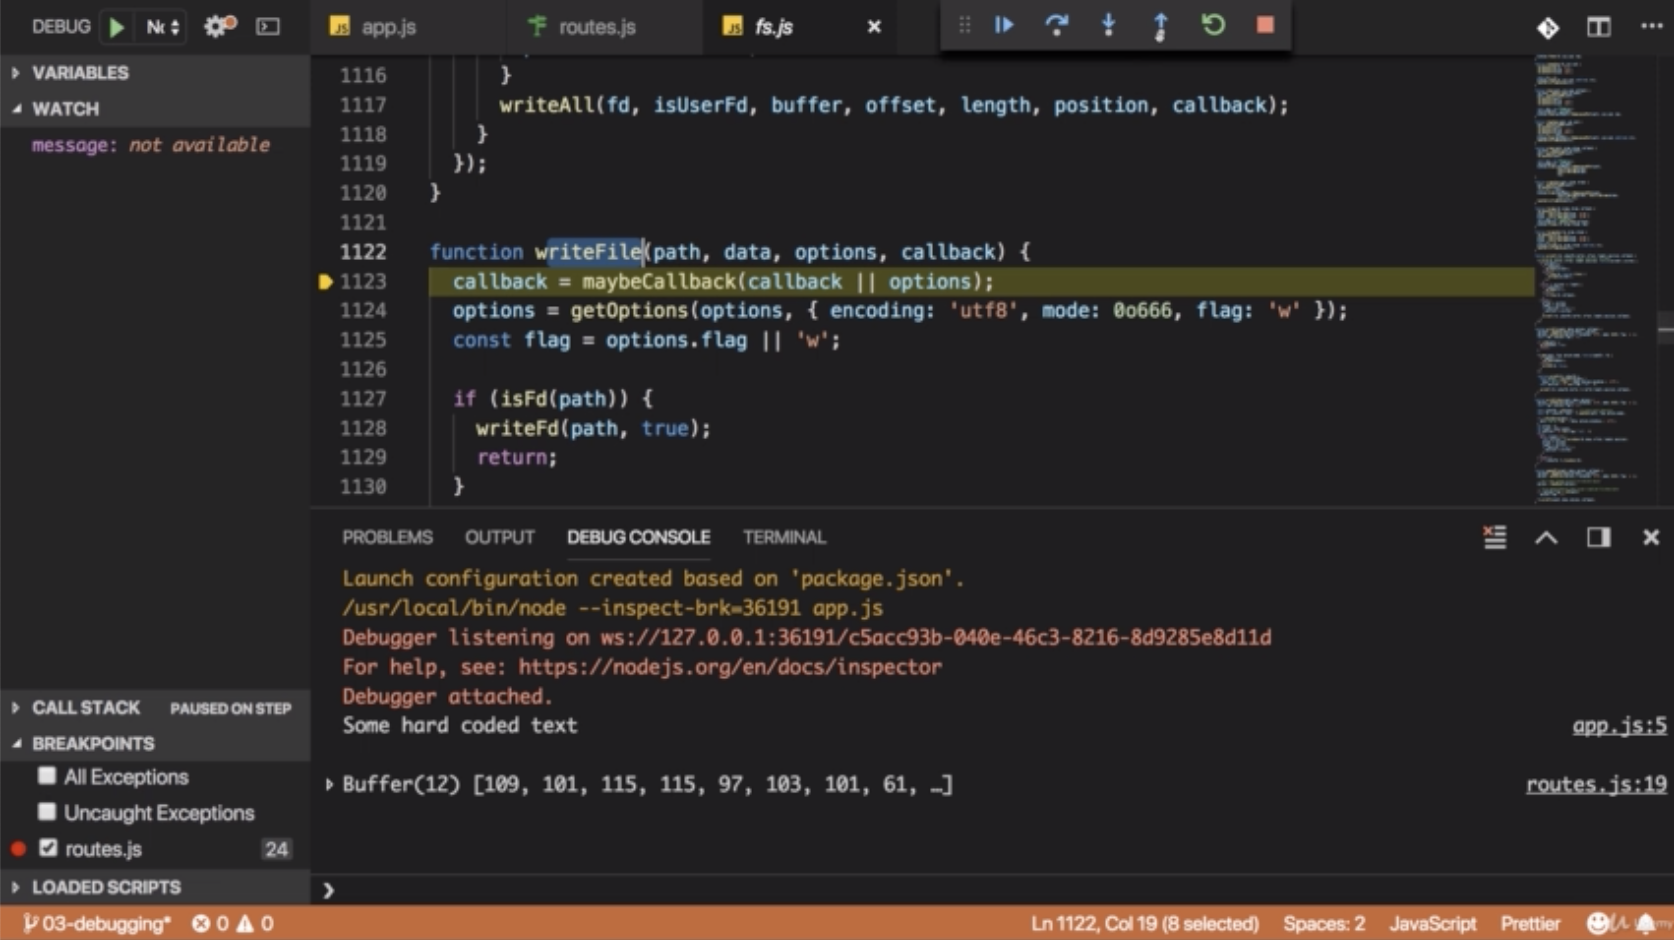 DEBUG
app.js
routes.js
fs.js
VARIABLES
WATCH
message: not available
1116 }
1117 writeAll(fd, isUserFd, buffer, offset, length, position, callback);
1118 }
1119 });
1120 }
1121
1122 function writeFile(path, data, options, callback) {
1123 callback = maybeCallback(callback || options);
1124 options = getOptions(options, { encoding: 'utf8', mode: 0o666, flag: 'w' });
1125 const flag = options.flag || 'w';
1126
1127 if (isFd(path)) {
1128 writeFd(path, true);
1129 return;
1130 }
PROBLEMS OUTPUT DEBUG CONSOLE TERMINAL
Launch configuration created based on 'package.json'.
/usr/local/bin/node --inspect-brk=36191 app.js
Debugger listening on ws://127.0.0.1:36191/c5acc93b-040e-46c3-8216-8d9285e8d11d
For help, see: https://nodejs.org/en/docs/inspector
Debugger attached.
Some hard coded text app.js:5
Buffer(12) [109, 101, 115, 115, 97, 103, 101, 61, …] routes.js:19
CALL STACK PAUSED ON STEP
BREAKPOINTS
All Exceptions
Uncaught Exceptions
routes.js 24
LOADED SCRIPTS
03-debugging* 0 0 Ln 1122, Col 19 (8 selected) Spaces: 2 JavaScript Prettier